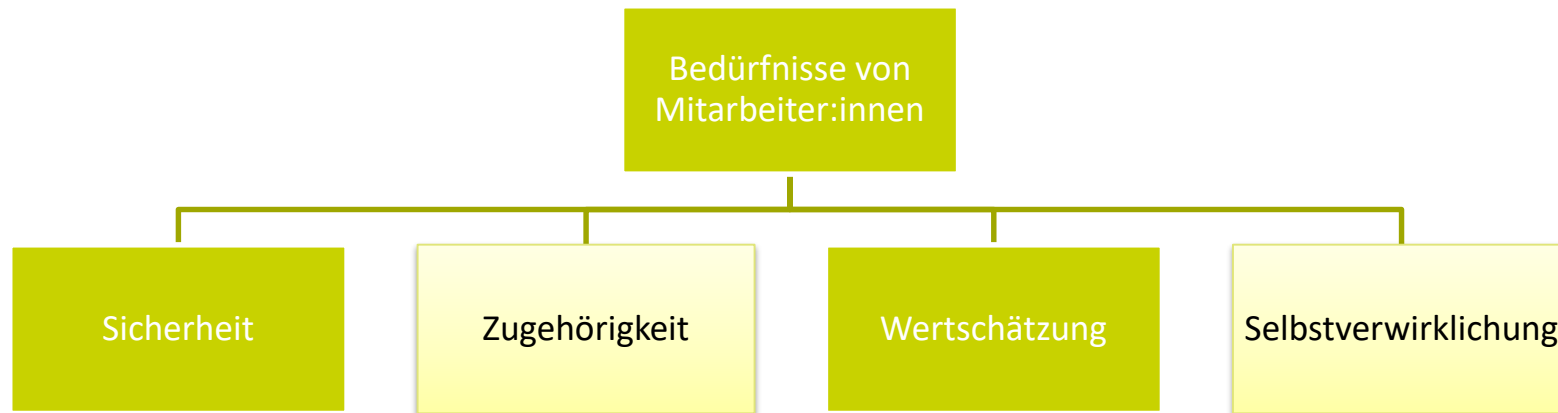 Bedürfnisse von
Mitarbeiter:innen
Sicherheit
Zugehörigkeit
Wertschätzung
Selbstverwirklichung